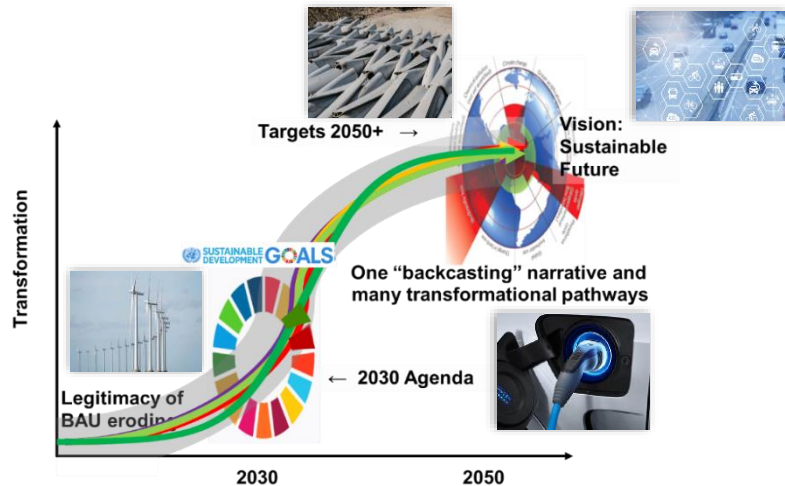 Targets 2050+ →
Vision:
Sustainable
Future
SUSTAINABLE
DEVELOPMENT
GOALS
One “backcasting” narrative and
many transformational pathways
Transformation
← 2030 Agenda
Legitimacy of
BAU eroding
2030
2050